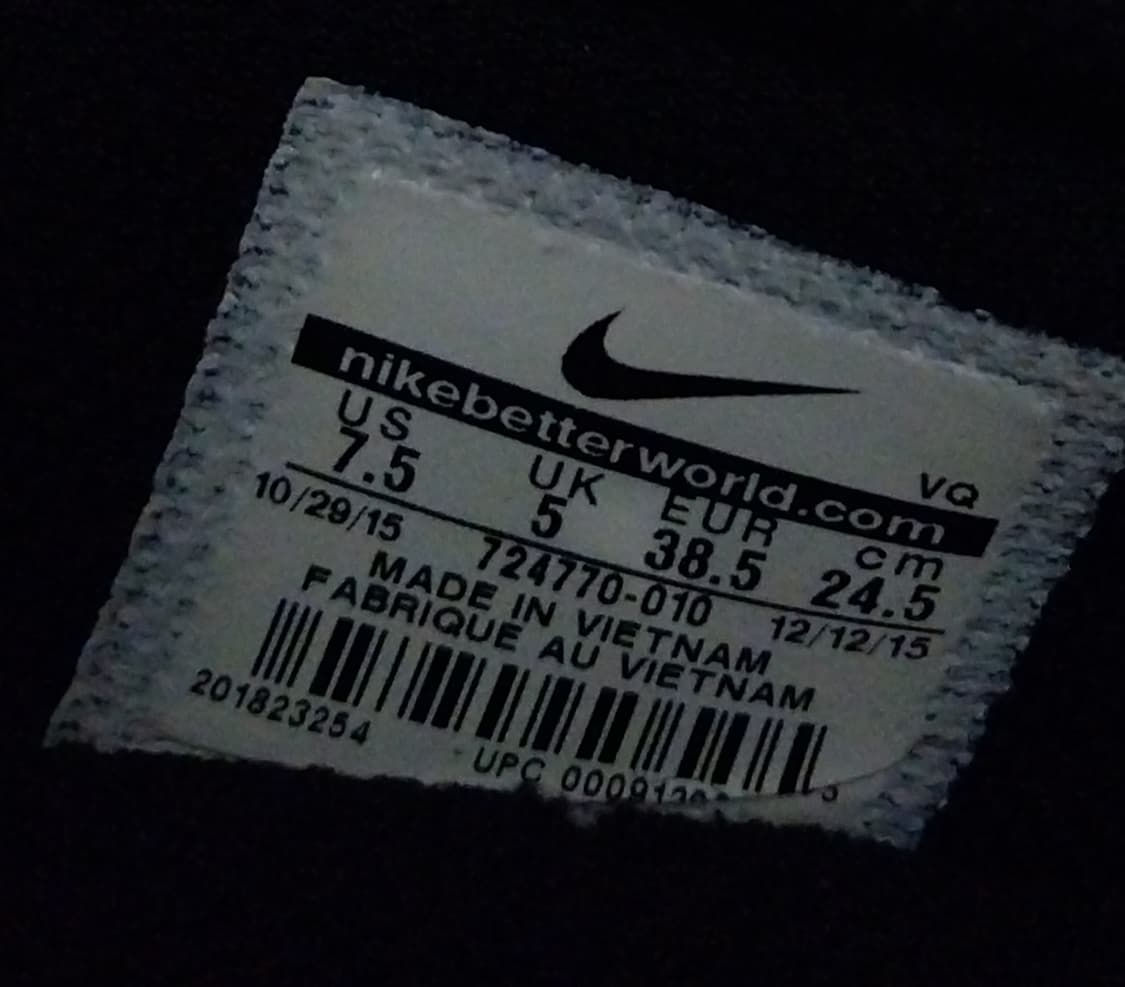 VQ
nikebetterworld.com
US UK EUR cm
7.5 5 38.5 24.5
10/29/15 724770-010 12/12/15
MADE IN VIETNAM
FABRIQUE AU VIETNAM
201823254
UPC